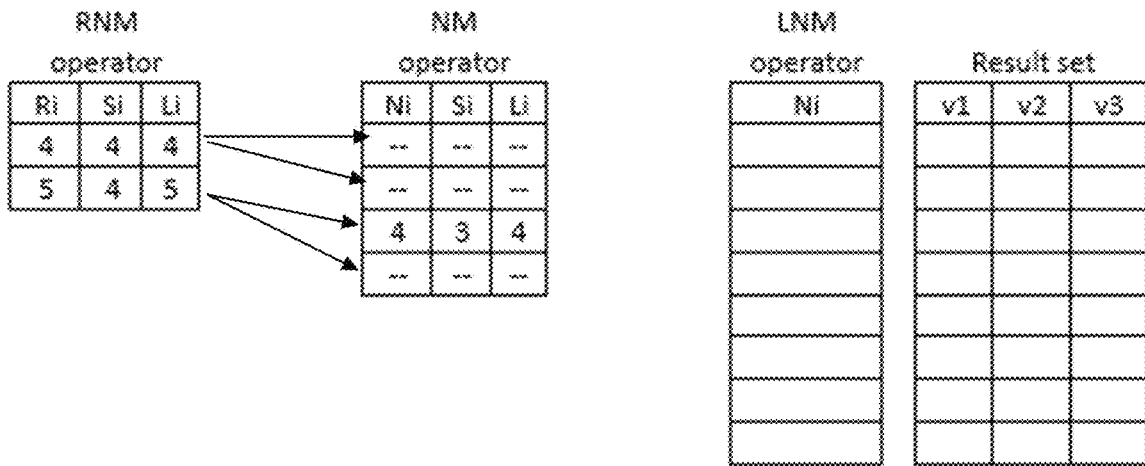 RNM NM LNM
operator operator operator Result set
Ri Si Li Ni Si Li Ni v1 v2 v3
4 4 4 -- -- --
5 4 5 -- -- --
4 3 4
-- -- --